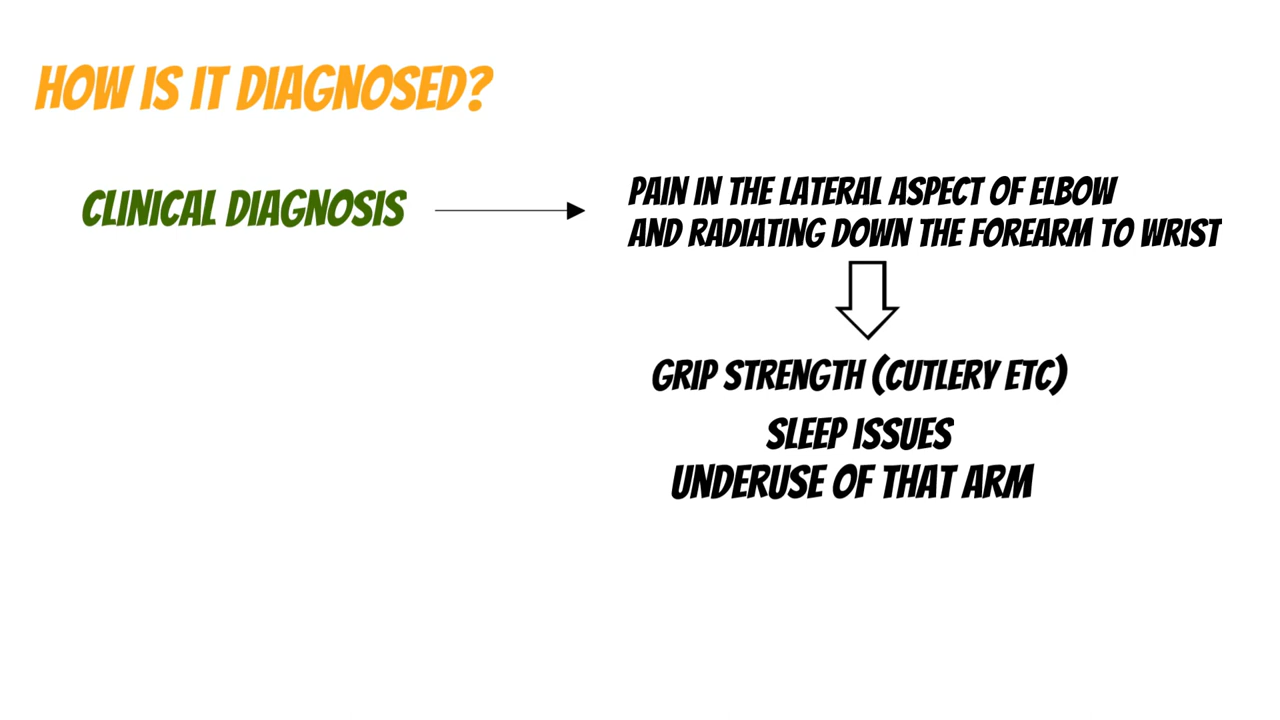 HOW IS IT DIAGNOSED?
CLINICAL DIAGNOSIS
PAIN IN THE LATERAL ASPECT OF ELBOW
AND RADIATING DOWN THE FOREARM TO WRIST
GRIP STRENGTH (CUTLERY ETC)
SLEEP ISSUES
UNDERUSE OF THAT ARM